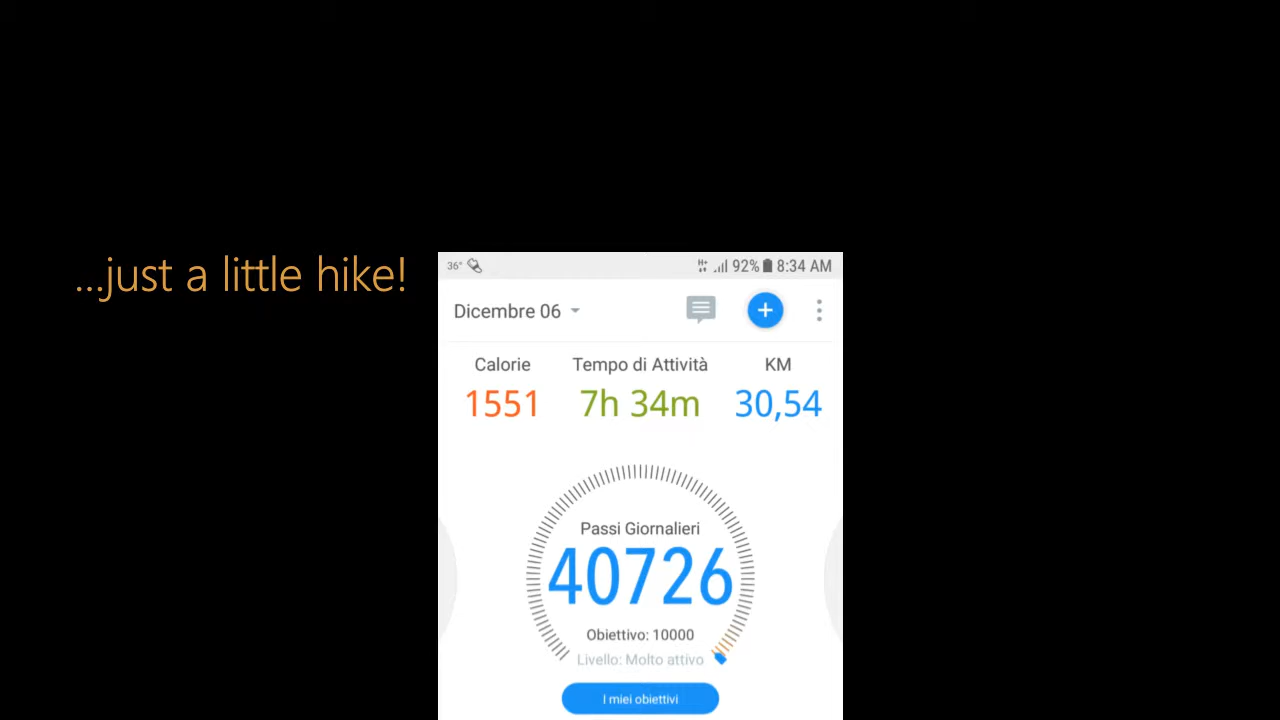 ...just a little hike!
36°
92% 8:34 AM
Dicembre 06
Calorie Tempo di Attività KM
1551 7h 34m 30,54
Passi Giornalieri
40726
Obiettivo: 10000
Livello: Molto attivo
I miei obiettivi